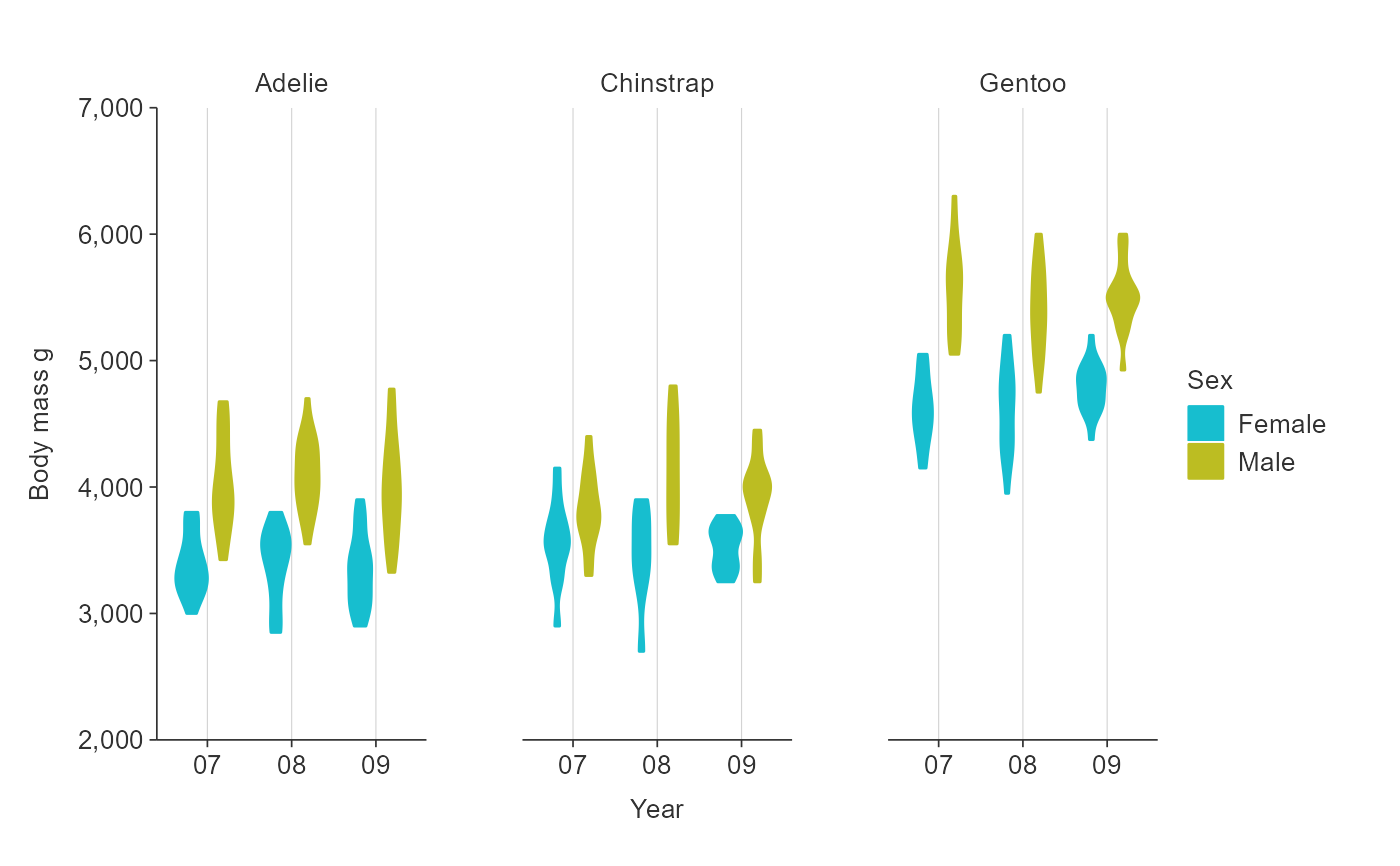 Adelie
Chinstrap
Gentoo
7,000
6,000
5,000
4,000
3,000
2,000
Body mass g
07 08 09
07 08 09
07 08 09
Year
Sex
Female
Male